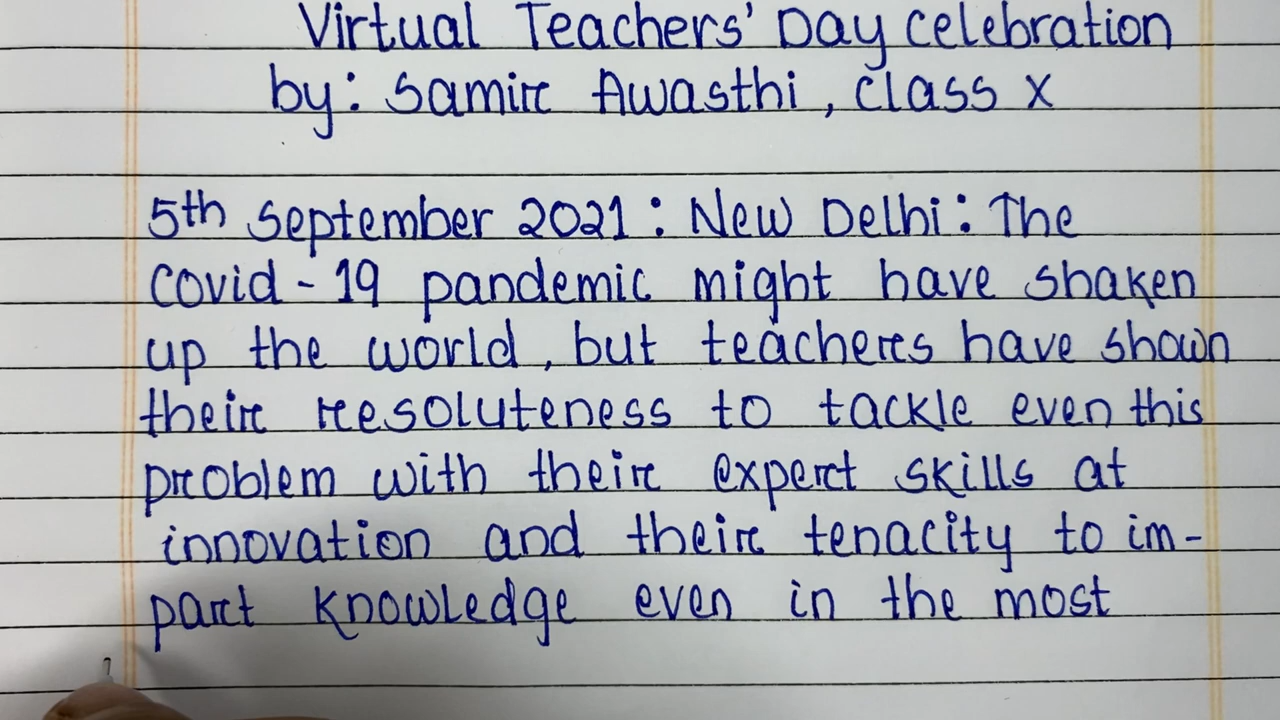 Virtual Teachers' Day celebration
by: Samir Awasthi, class X
5th September 2021: New Delhi: The
covid-19 pandemic might have shaken
up the world, but teachers have shown
their resoluteness to tackle even this
problem with their expert skills at
innovation and their tenacity to im-
part knowledge even in the most